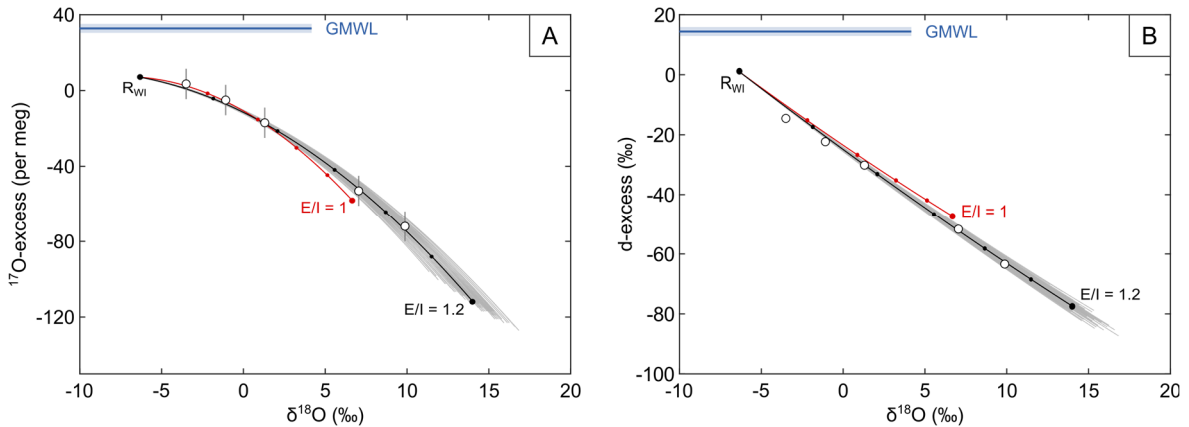 40
0
-40
-80
-120
-10
-5
0
5
10
15
20
¹⁷O-excess (per meg)
δ¹⁸O (‰)
GMWL
A
R_WI
E/I = 1
E/I = 1.2
20
0
-20
-40
-60
-80
-100
-10
-5
0
5
10
15
20
d-excess (‰)
δ¹⁸O (‰)
GMWL
B
R_WI
E/I = 1
E/I = 1.2